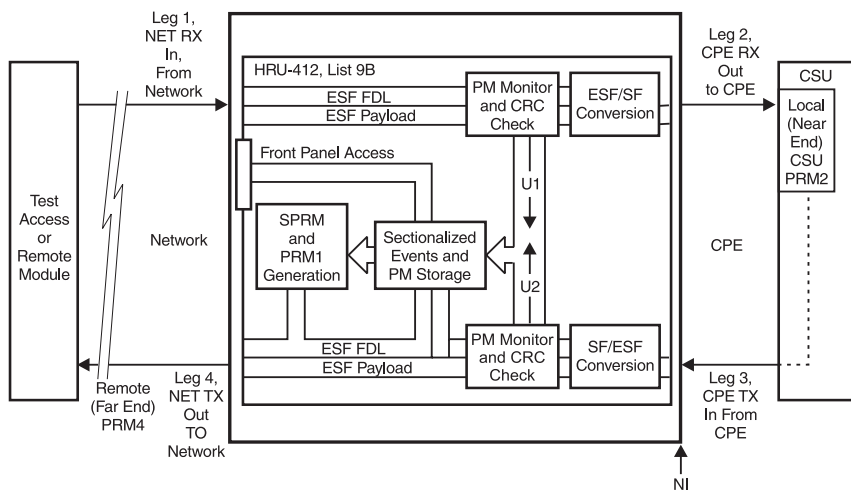 Leg 1,
NET RX
In,
From
Network
Leg 2,
CPE RX
Out
to CPE
HRU-412, List 9B
ESF FDL
ESF Payload
PM Monitor
and CRC
Check
ESF/SF
Conversion
CSU
Local
(Near
End)
CSU
PRM2
Front Panel Access
U1
Test
Access
or
Remote
Module
Network
SPRM
and
PRM1
Generation
Sectionalized
Events and
PM Storage
CPE
U2
ESF FDL
ESF Payload
PM Monitor
and CRC
Check
SF/ESF
Conversion
Remote
(Far End)
PRM4
Leg 4,
NET TX
Out
TO
Network
Leg 3,
CPE TX
In From
CPE
NI